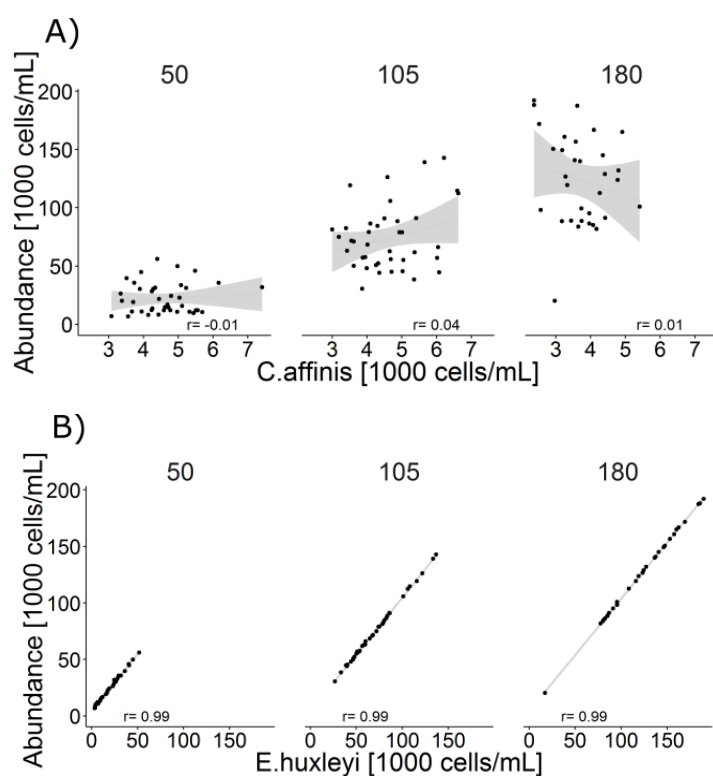 A)
50 105 180
Abundance [1000 cells/mL]
200
150
100
50
0
r= -0.01 r= 0.04 r= 0.01
3 4 5 6 7 3 4 5 6 7 3 4 5 6 7
C.affinis [1000 cells/mL]
B)
50 105 180
Abundance [1000 cells/mL]
200
150
100
50
0
r= 0.99 r= 0.99 r= 0.99
0 50 100 150 0 50 100 150 0 50 100 150
E.huxleyi [1000 cells/mL]